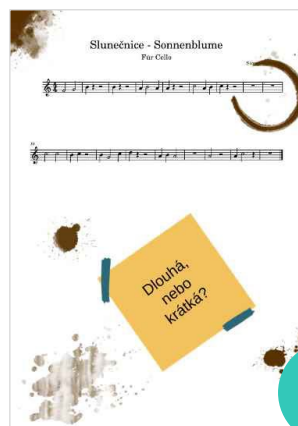 Slunečnice - Sonnenblume
Für Cello
Dlouhá,
nebo
krátká?